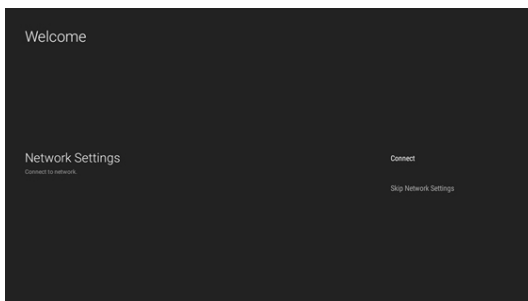 Welcome
Network Settings
Connect to network.
Connect
Skip Network Settings